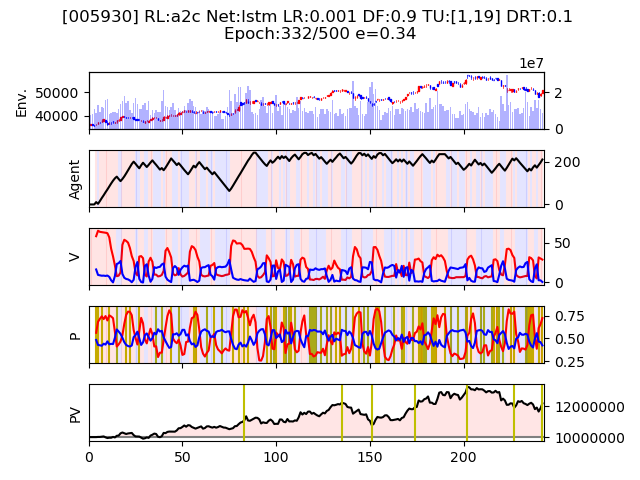 [005930] RL:a2c Net:lstm LR:0.001 DF:0.9 TU:[1,19] DRT:0.1
Epoch:332/500 e=0.34
1e7
Env.
50000
40000
2
0
Agent
200
0
V
50
0
P
0.75
0.50
0.25
PV
12000000
10000000
0 50 100 150 200